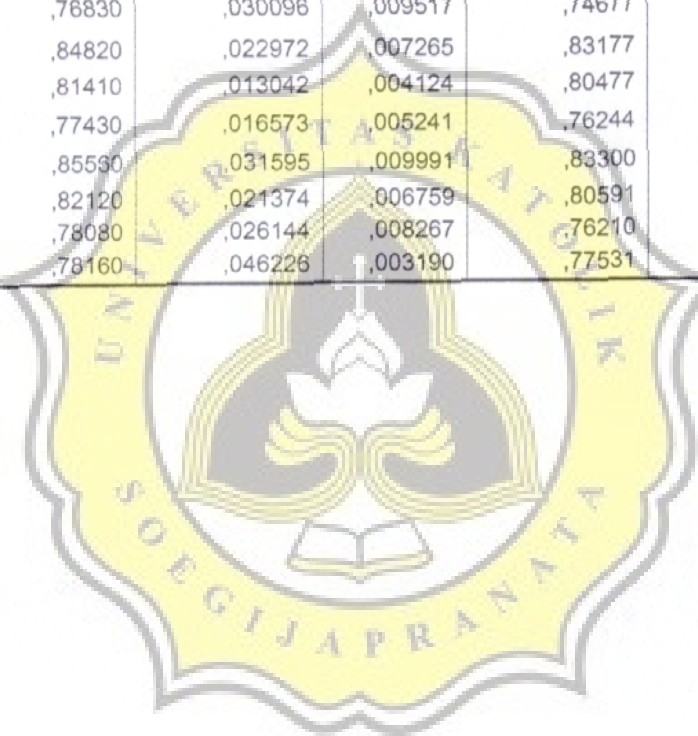 ,76830 ,030096 ,009517 ,74677
,84820 ,022972 ,007265 ,83177
,81410 ,013042 ,004124 ,80477
,77430 ,016573 ,005241 ,76244
,85530 ,031595 ,009991 ,83300
,82120 ,021374 ,006759 ,80591
,78080 ,026144 ,008267 ,76210
,78160 ,046226 ,003190 ,77531
UNIVERSITAS KATOLIK
SOEGIJAPRANATA